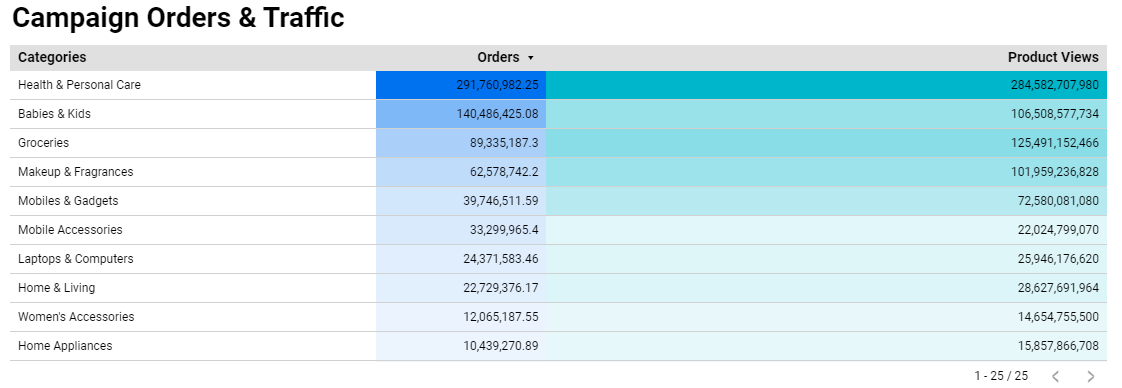 Campaign Orders & Traffic
Categories Orders Product Views
Health & Personal Care 291,760,982.25 284,582,707,980
Babies & Kids 140,486,425.08 106,508,577,734
Groceries 89,335,187.3 125,491,152,466
Makeup & Fragrances 62,578,742.2 101,959,236,828
Mobiles & Gadgets 39,746,511.59 72,580,081,080
Mobile Accessories 33,299,965.4 22,024,799,070
Laptops & Computers 24,371,583.46 25,946,176,620
Home & Living 22,729,376.17 28,627,691,964
Women's Accessories 12,065,187.55 14,654,755,500
Home Appliances 10,439,270.89 15,857,866,708
1 - 25 / 25